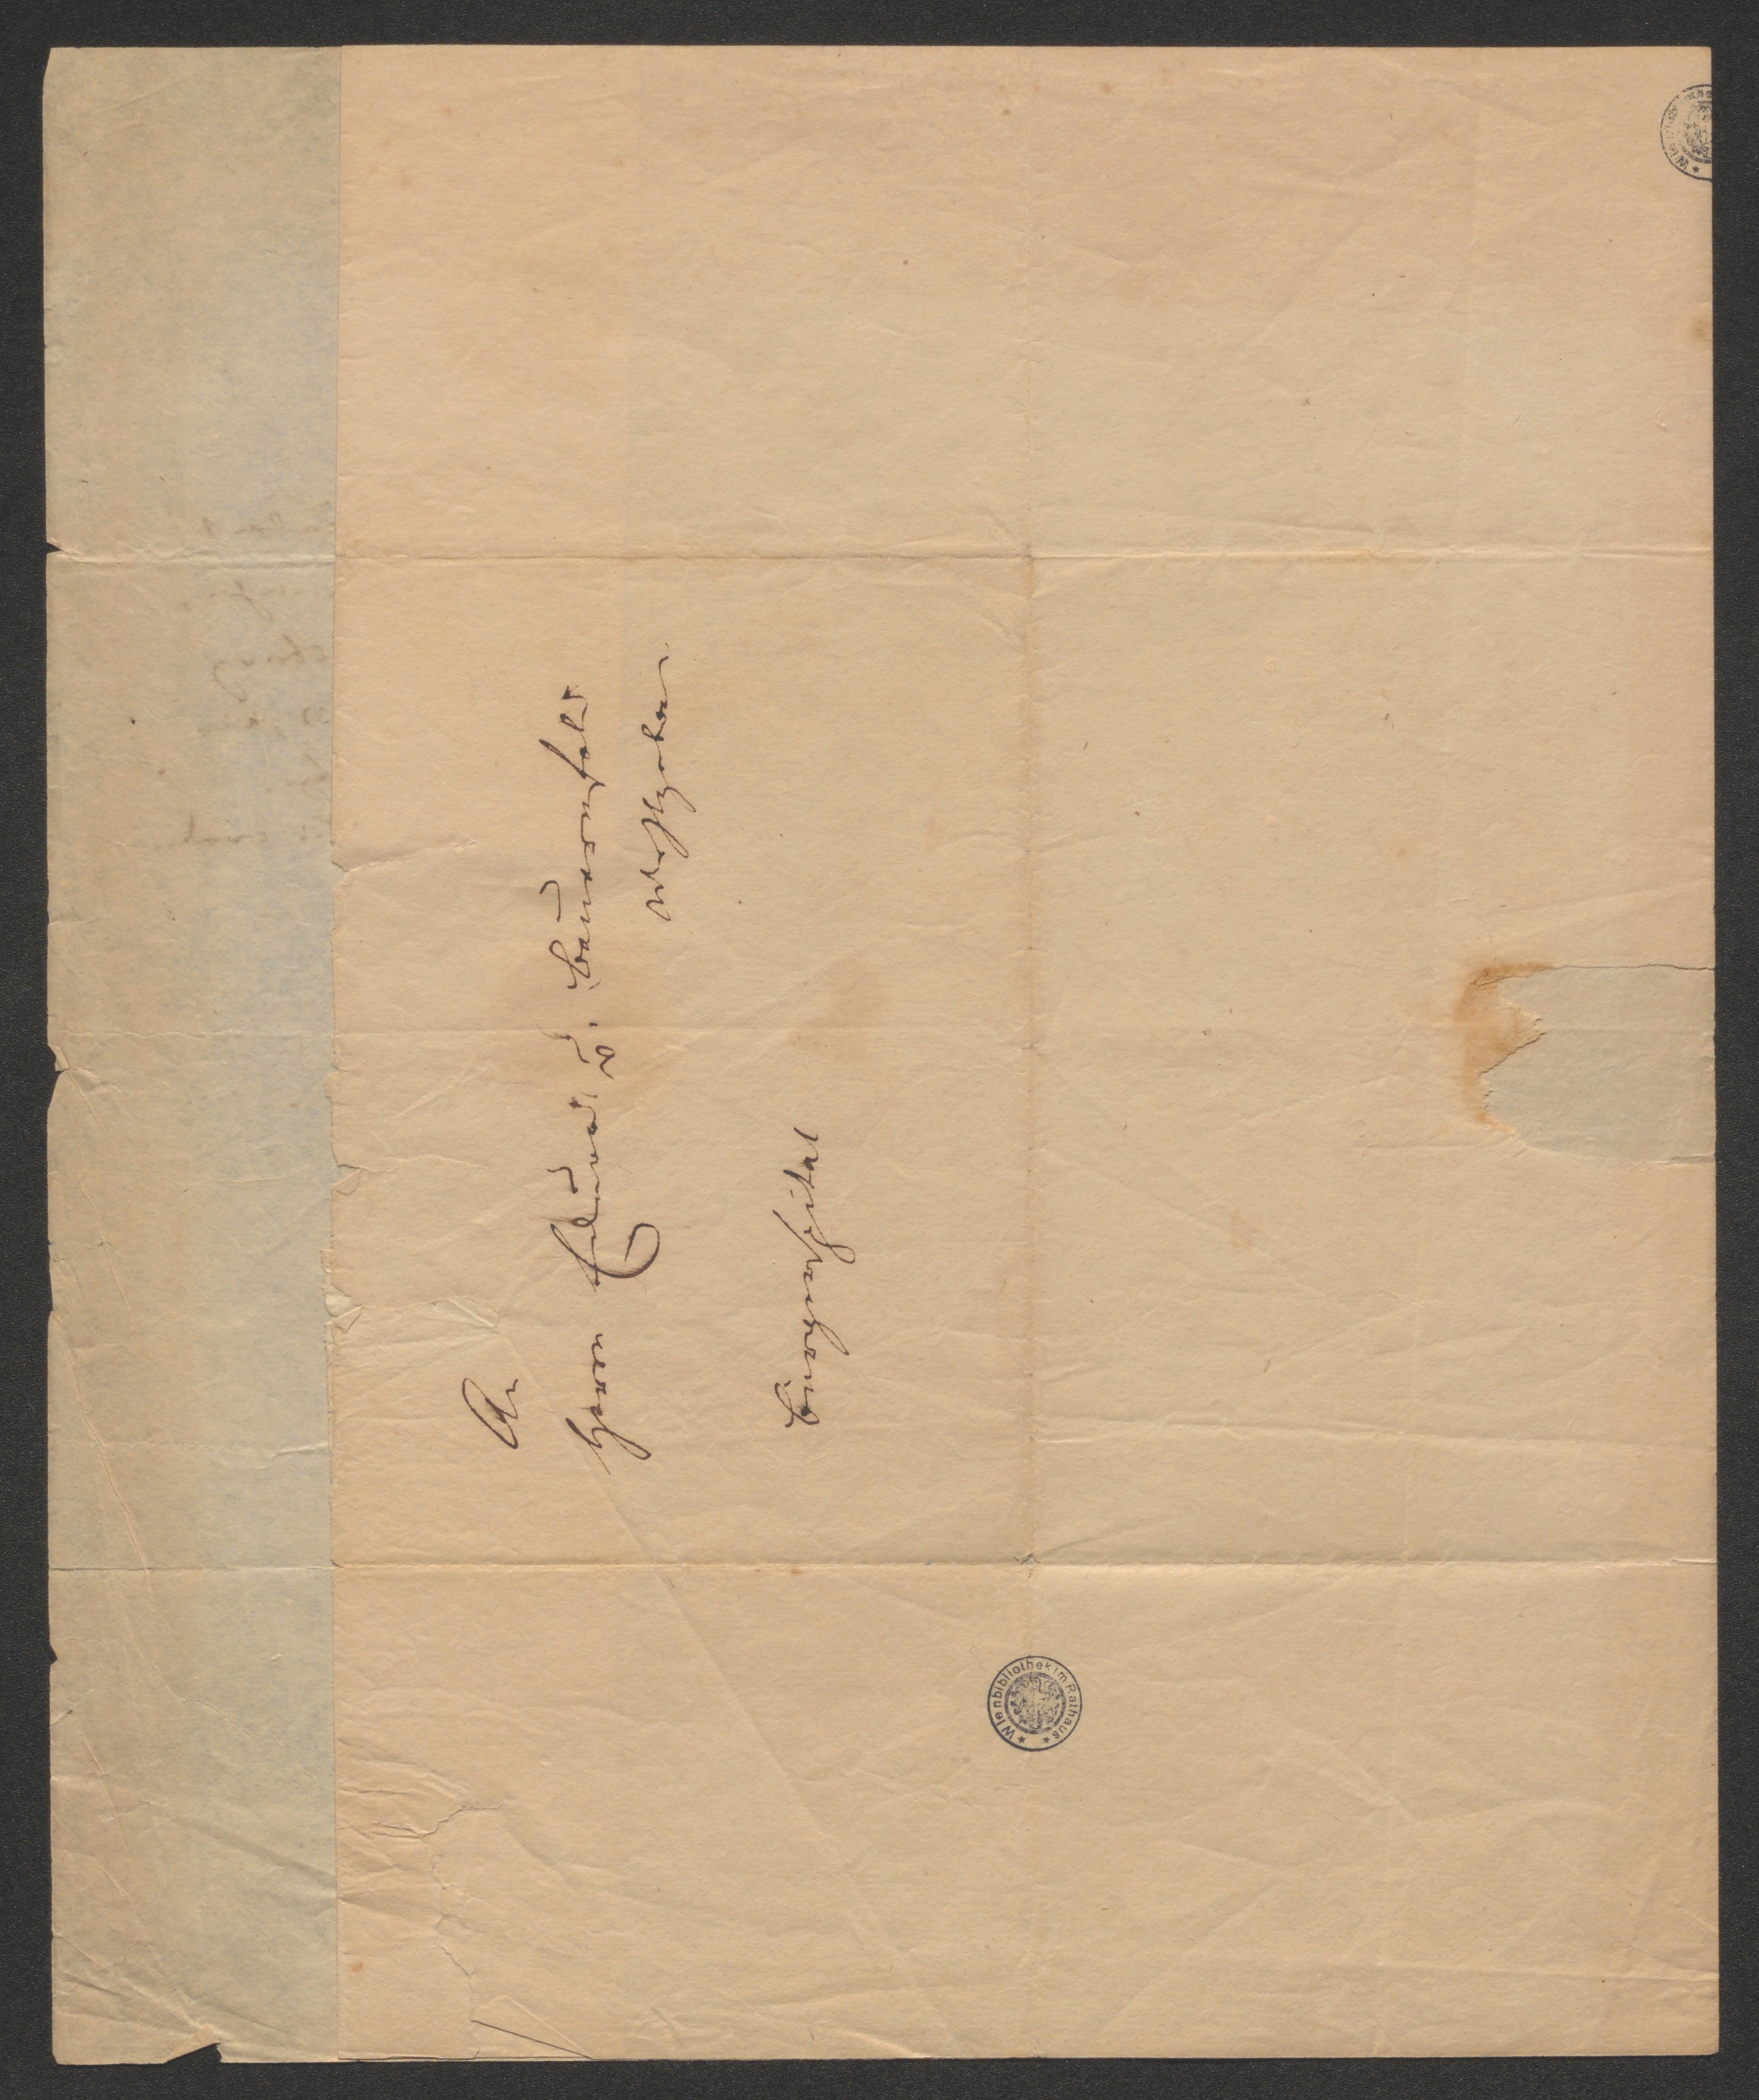 An
Herrn Eduard v. Bauernfeld
Wohlgeboren
Bürgerspital
Wienbibliothek im Rathaus